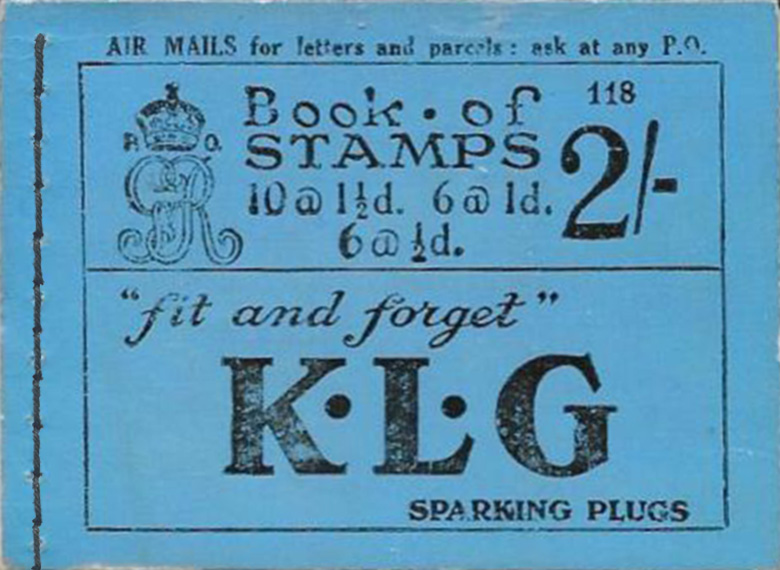 AIR MAILS for letters and parcels: ask at any P.O.
Book · of 118
STAMPS 2/-
P. O.
GR
10@1½d. 6@1d.
6@½d.
"fit and forget"
K·L·G
SPARKING PLUGS